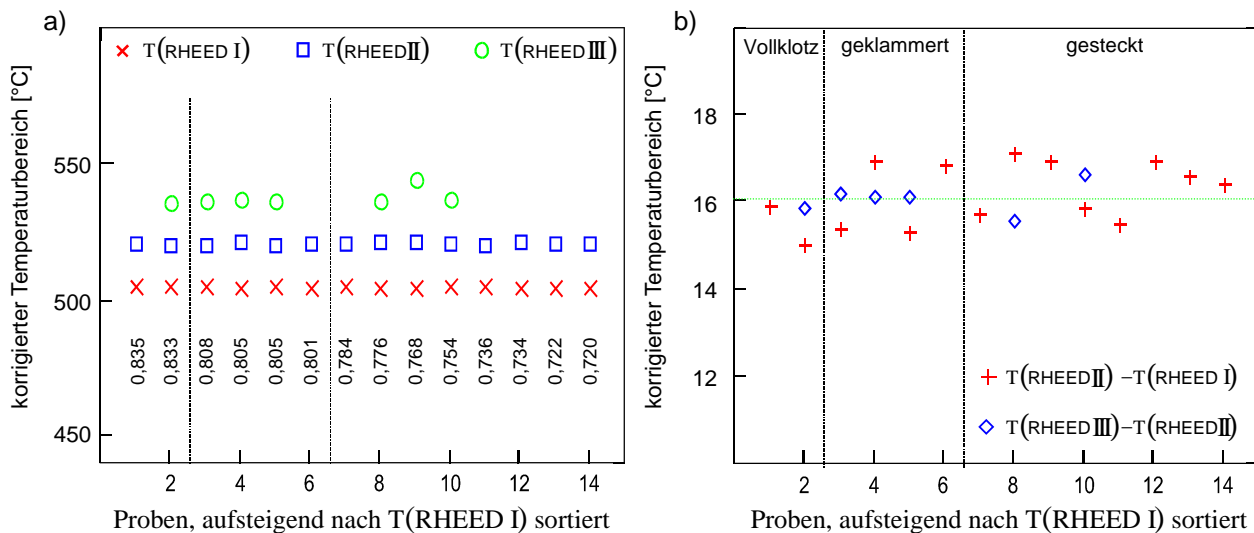 a)
T(RHEED I) T(RHEED II) T(RHEED III)
korrigierter Temperaturbereich [°C]
550
500
450
0,835 0,833 0,808 0,805 0,805 0,801 0,784 0,776 0,768 0,754 0,736 0,734 0,722 0,720
2 4 6 8 10 12 14
Proben, aufsteigend nach T(RHEED I) sortiert
b)
Vollklotz geklammert gesteckt
korrigierter Temperaturbereich [°C]
18
16
14
12
T(RHEED II) −T(RHEED I)
T(RHEED III)−T(RHEED II)
2 4 6 8 10 12 14
Proben, aufsteigend nach T(RHEED I) sortiert